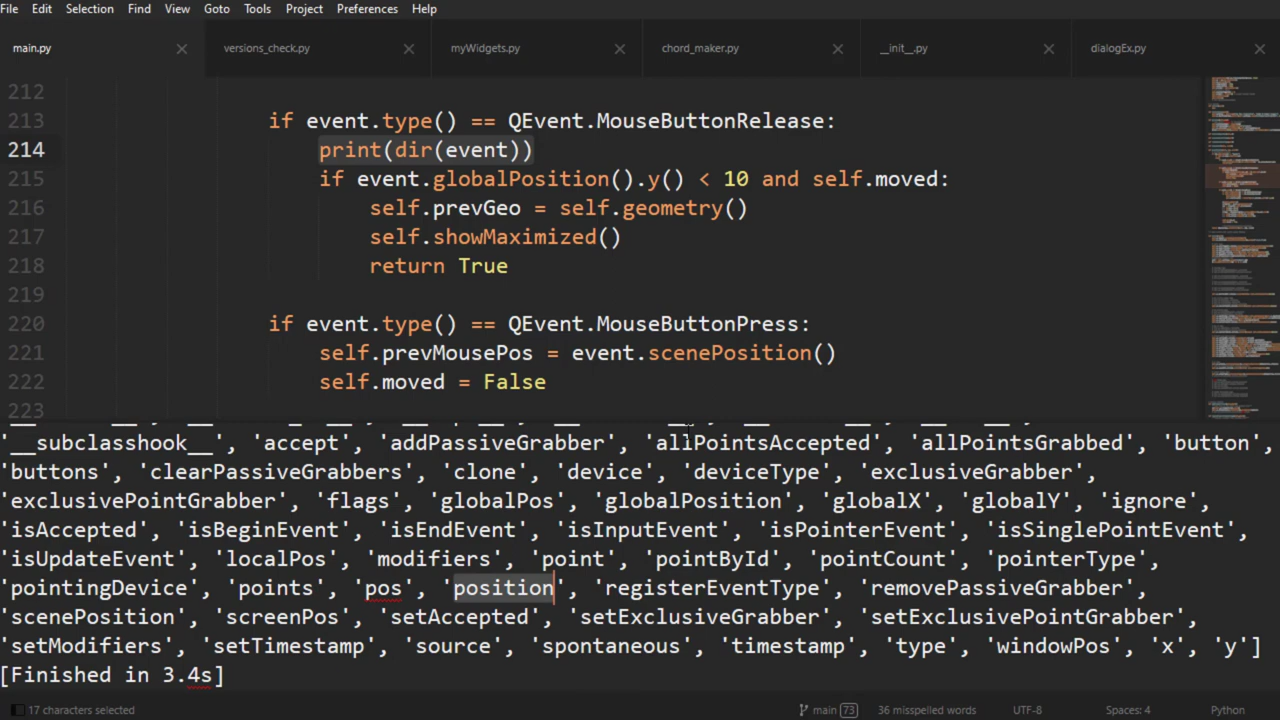 File Edit Selection Find View Goto Tools Project Preferences Help
main.py versions_check.py myWidgets.py chord_maker.py __init__.py dialogEx.py
212
213 if event.type() == QEvent.MouseButtonRelease:
214 print(dir(event))
215 if event.globalPosition().y() < 10 and self.moved:
216 self.prevGeo = self.geometry()
217 self.showMaximized()
218 return True
219
220 if event.type() == QEvent.MouseButtonPress:
221 self.prevMousePos = event.scenePosition()
222 self.moved = False
223
'__subclasshook__', 'accept', 'addPassiveGrabber', 'allPointsAccepted', 'allPointsGrabbed', 'button',
'buttons', 'clearPassiveGrabbers', 'clone', 'device', 'deviceType', 'exclusiveGrabber',
'exclusivePointGrabber', 'flags', 'globalPos', 'globalPosition', 'globalX', 'globalY', 'ignore',
'isAccepted', 'isBeginEvent', 'isEndEvent', 'isInputEvent', 'isPointerEvent', 'isSinglePointEvent',
'isUpdateEvent', 'localPos', 'modifiers', 'point', 'pointById', 'pointCount', 'pointerType',
'pointingDevice', 'points', 'pos', 'position', 'registerEventType', 'removePassiveGrabber',
'scenePosition', 'screenPos', 'setAccepted', 'setExclusiveGrabber', 'setExclusivePointGrabber',
'setModifiers', 'setTimestamp', 'source', 'spontaneous', 'timestamp', 'type', 'windowPos', 'x', 'y']
[Finished in 3.4s]
17 characters selected main 73 36 misspelled words UTF-8 Spaces: 4 Python